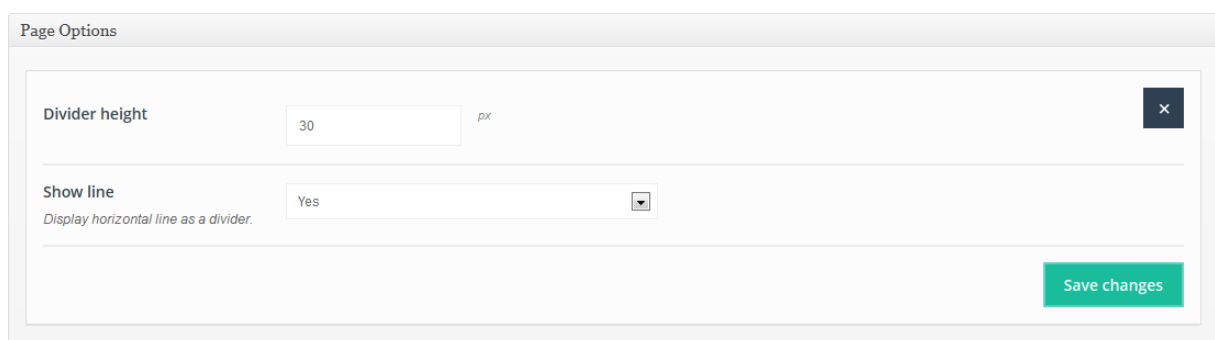 Page Options
Divider height
30
px
×
Show line
Display horizontal line as a divider.
Yes
Save changes